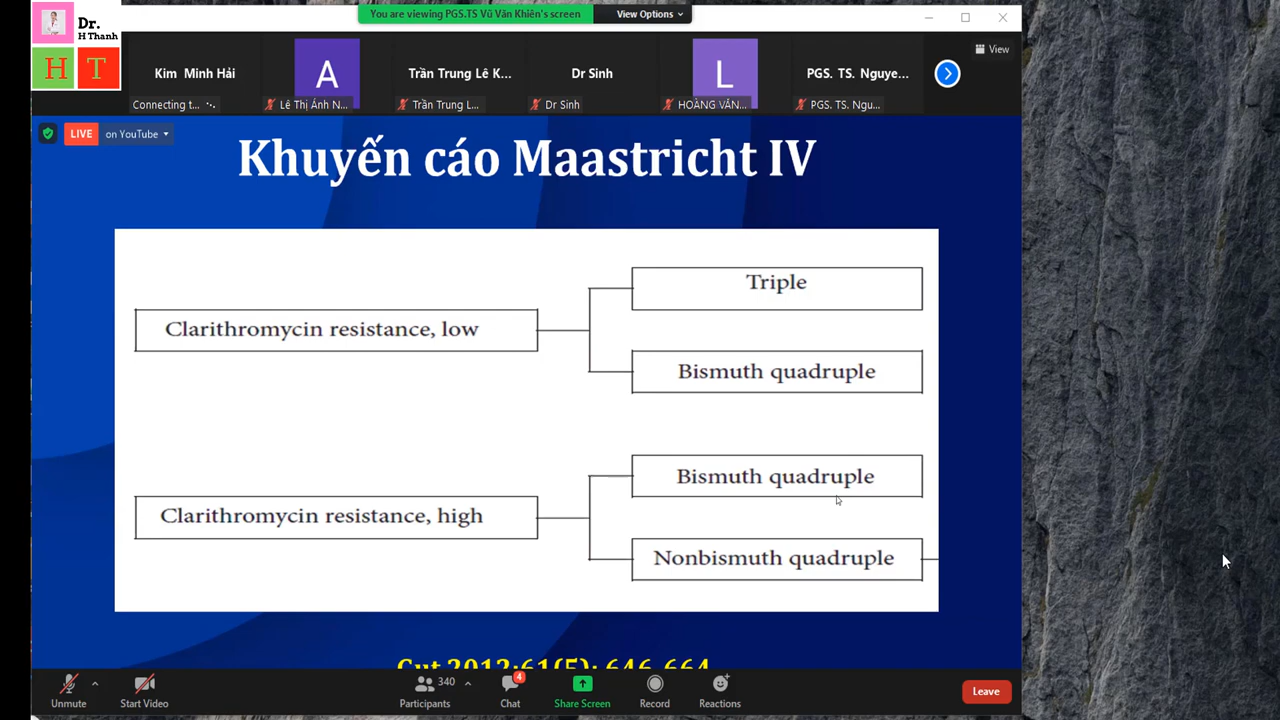 Dr.
H Thanh
H T
You are viewing PGS.TS Vũ Văn Khiên's screen
View Options
View
Kim Minh Hải
A
Trần Trung Lê K...
Dr Sinh
L
PGS. TS. Nguye...
Connecting t...
Lê Thị Ánh N...
Trần Trung L...
Dr Sinh
HOÀNG VĂN...
PGS. TS. Ngu...
LIVE
on YouTube
Khuyến cáo Maastricht IV
Triple
Clarithromycin resistance, low
Bismuth quadruple
Bismuth quadruple
Clarithromycin resistance, high
Nonbismuth quadruple
Gut 2012;61(5): 646-664
340
4
Unmute
Start Video
Participants
Chat
Share Screen
Record
Reactions
Leave